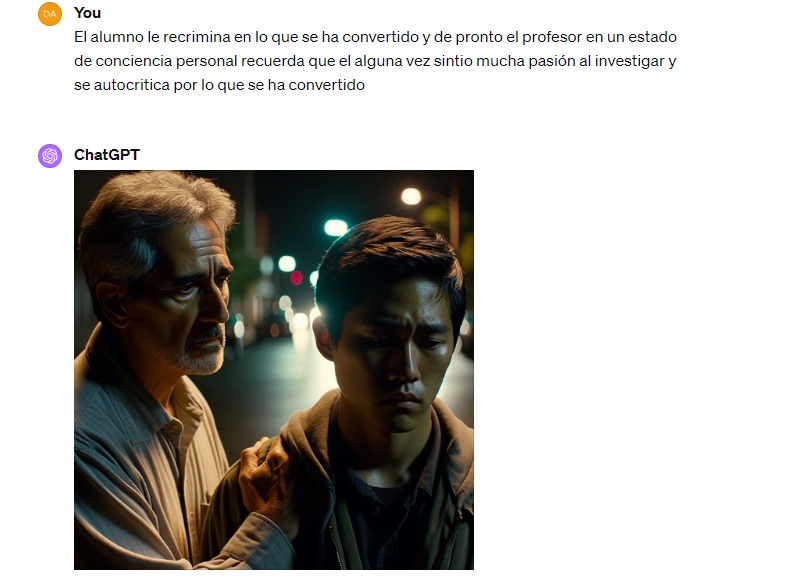 DA
You
El alumno le recrimina en lo que se ha convertido y de pronto el profesor en un estado
de conciencia personal recuerda que el alguna vez sintio mucha pasión al investigar y
se autocritica por lo que se ha convertido
ChatGPT